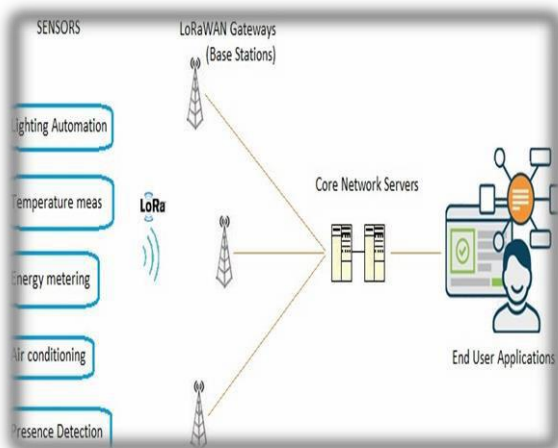 SENSORS
LoRaWAN Gateways
(Base Stations)
Lighting Automation
Temperature meas
LoRa
Core Network Servers
Energy metering
Air conditioning
End User Applications
Presence Detection